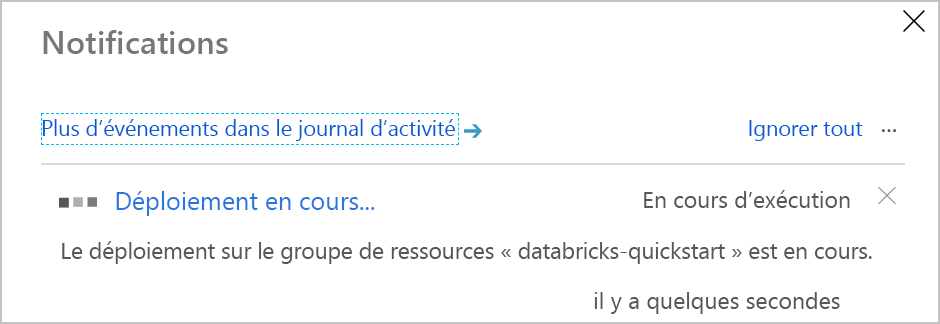 Notifications
Plus d’événements dans le journal d’activité
Ignorer tout ...
Déploiement en cours...
En cours d’exécution
Le déploiement sur le groupe de ressources « databricks-quickstart » est en cours.
il y a quelques secondes